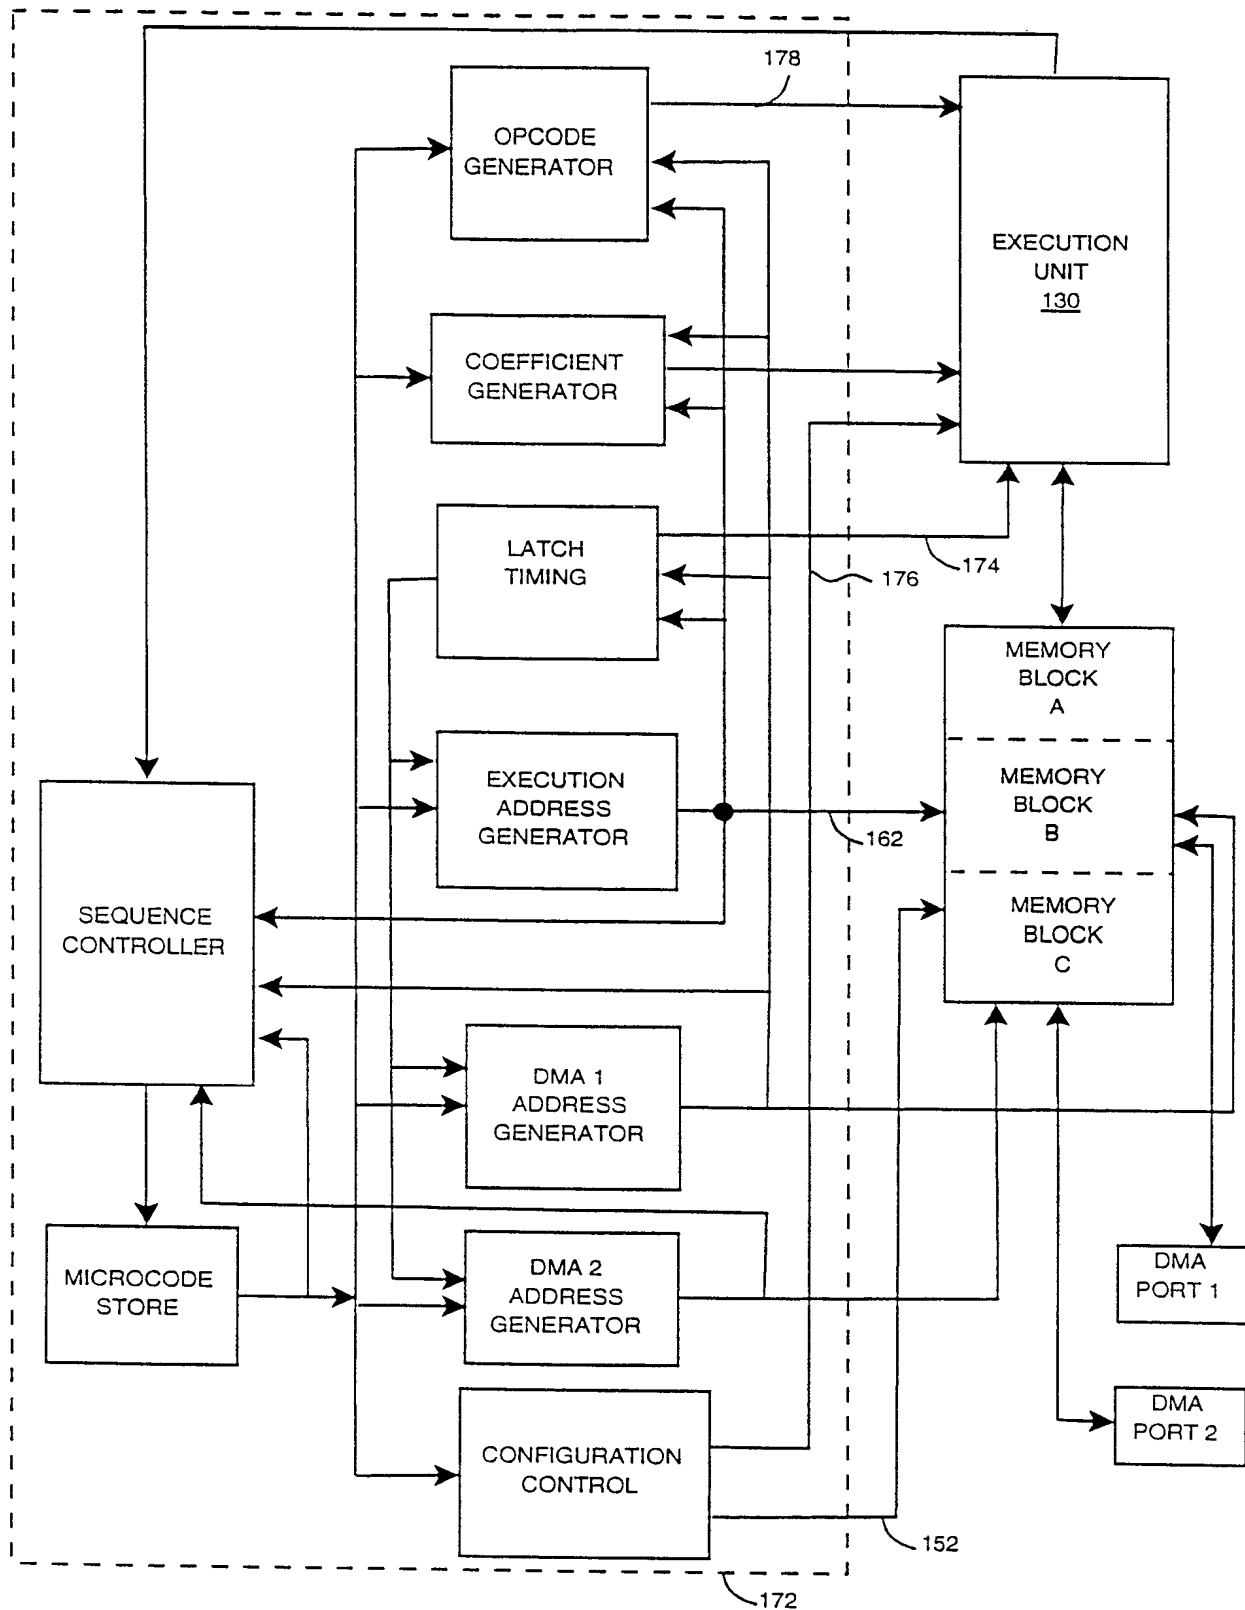 178
OPCODE
GENERATOR
EXECUTION
UNIT
130
COEFFICIENT
GENERATOR
LATCH
TIMING
174
176
MEMORY
BLOCK
A
EXECUTION
ADDRESS
GENERATOR
MEMORY
BLOCK
B
162
SEQUENCE
CONTROLLER
MEMORY
BLOCK
C
DMA 1
ADDRESS
GENERATOR
MICROCODE
STORE
DMA 2
ADDRESS
GENERATOR
DMA
PORT 1
DMA
PORT 2
CONFIGURATION
CONTROL
152
172